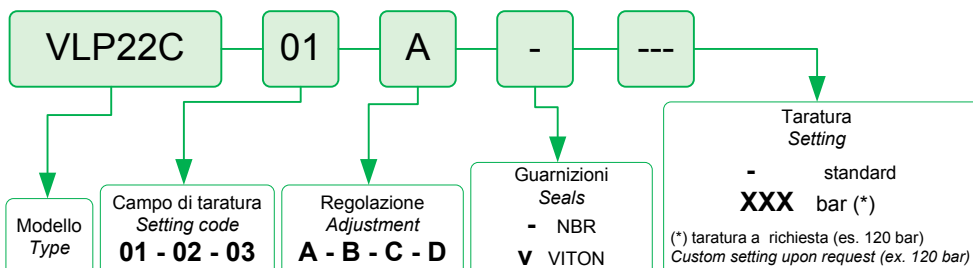 VLP22C 01 A - ---
Modello
Type
Campo di taratura
Setting code
01 - 02 - 03
Regolazione
Adjustment
A - B - C - D
Guarnizioni
Seals
- NBR
V VITON
Taratura
Setting
- standard
XXX bar (*)
(*) taratura a richiesta (es. 120 bar)
Custom setting upon request (ex. 120 bar)